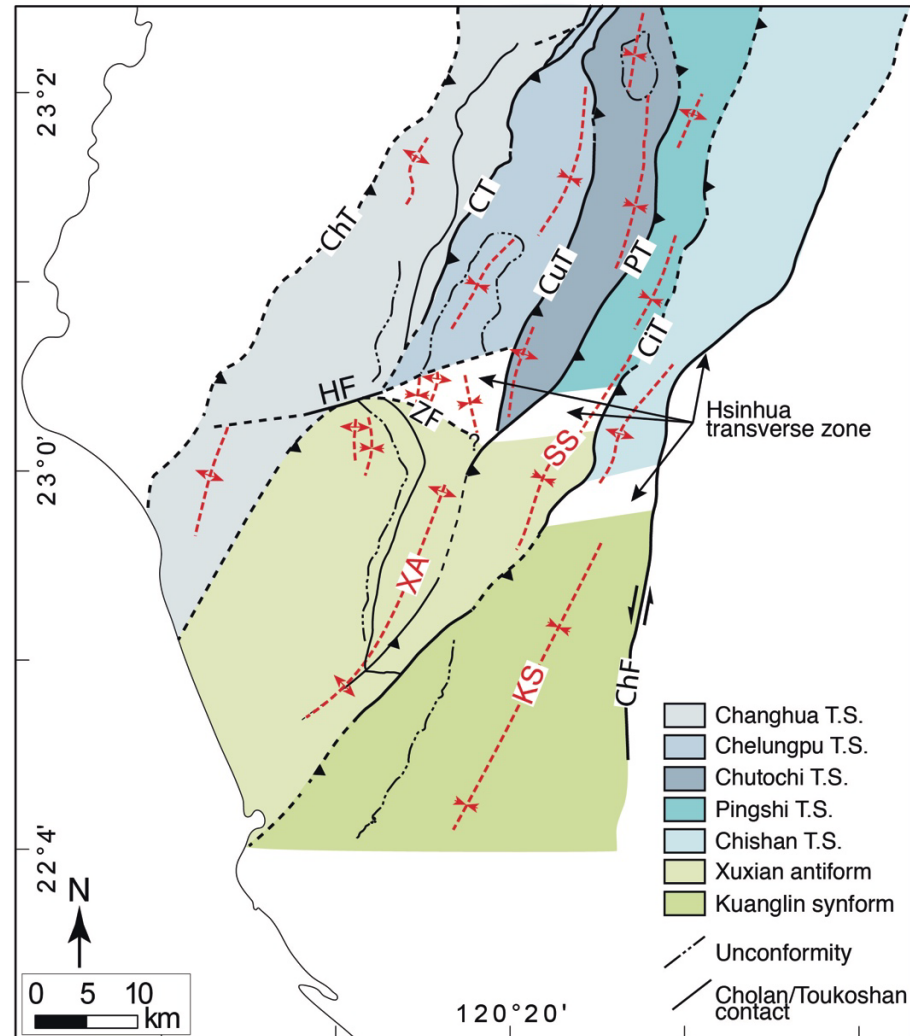 23°2'
ChT
CT
CuT
PT
CiT
HF
ZF
?
SS
Hsinhua
transverse zone
23°0'
XA
KS
ChF
22°4'
Changhua T.S.
Chelungpu T.S.
Chutochi T.S.
Pingshi T.S.
Chishan T.S.
Xuxian antiform
Kuanglin synform
Unconformity
Cholan/Toukoshan
contact
N
0 5 10
km
120°20'